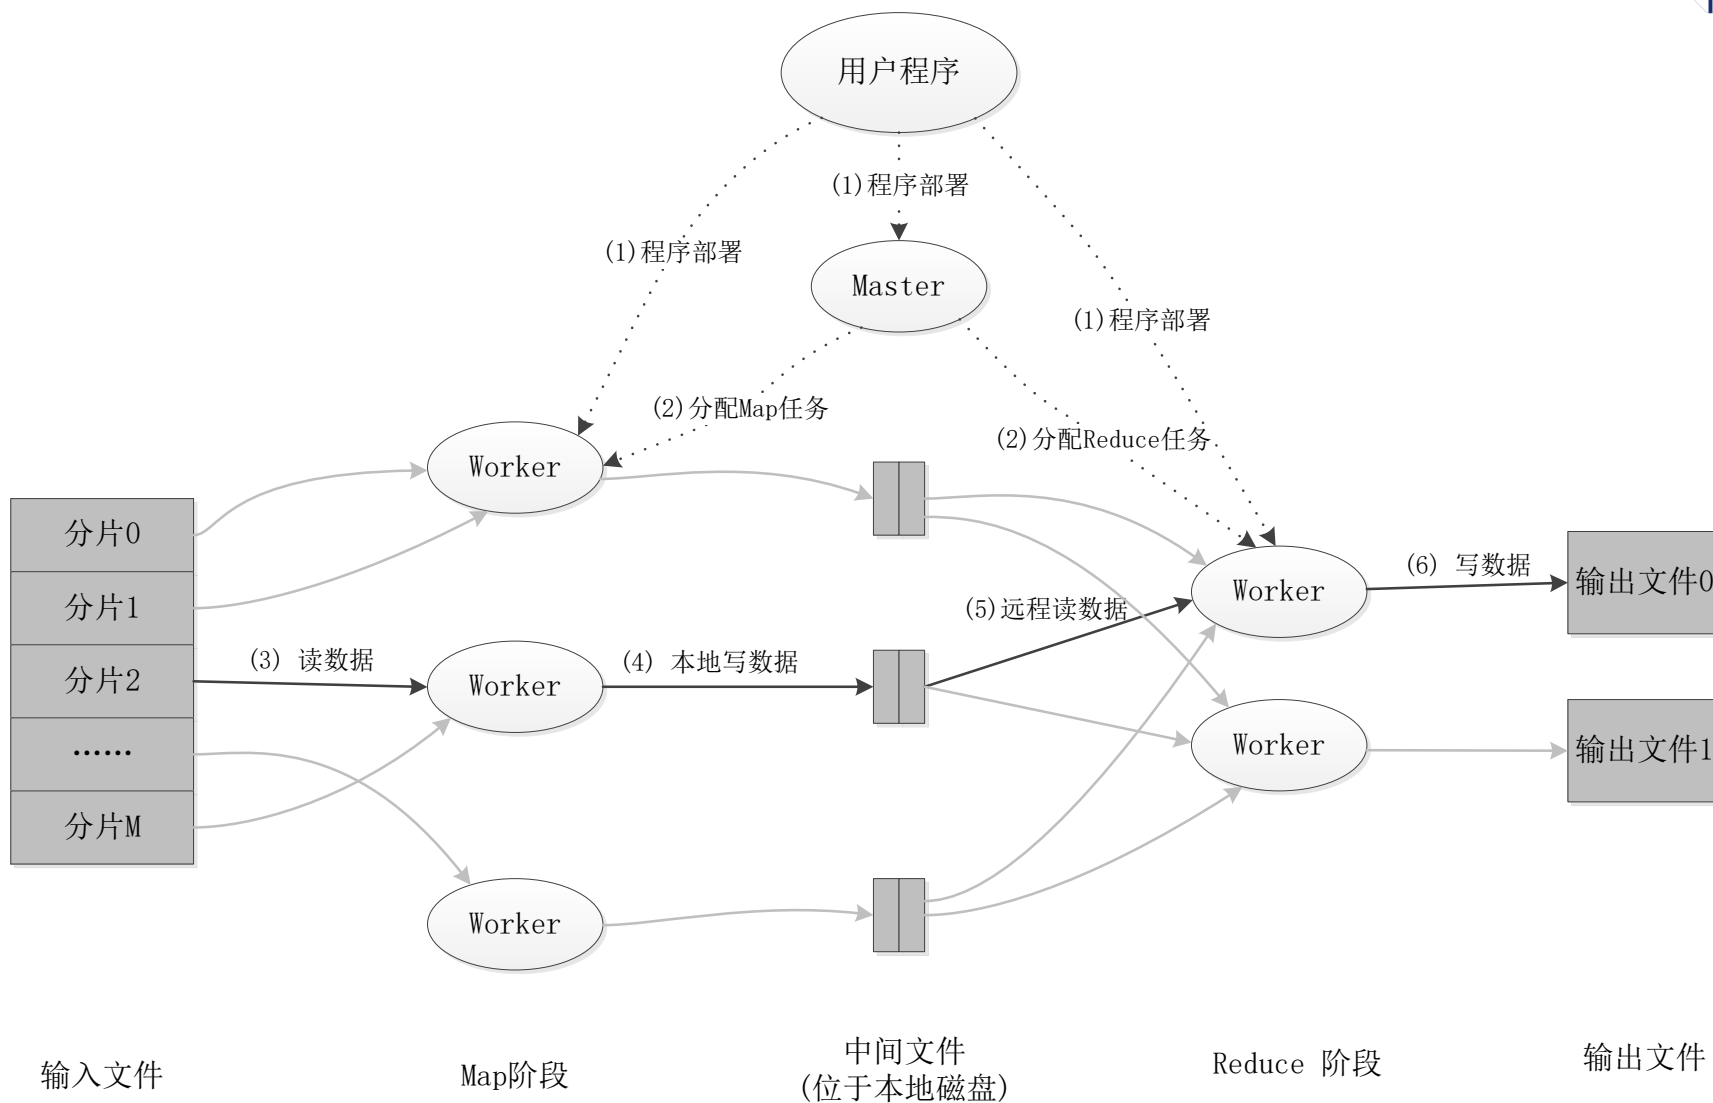 用户程序
(1)程序部署
(1)程序部署
Master
(1)程序部署
(2)分配Map任务
(2)分配Reduce任务
Worker
分片0
分片1
分片2
……
分片M
(3) 读数据
Worker
(4) 本地写数据
Worker
(5)远程读数据
Worker
(6) 写数据
输出文件0
Worker
输出文件1
输入文件
Map阶段
中间文件
(位于本地磁盘)
Reduce 阶段
输出文件